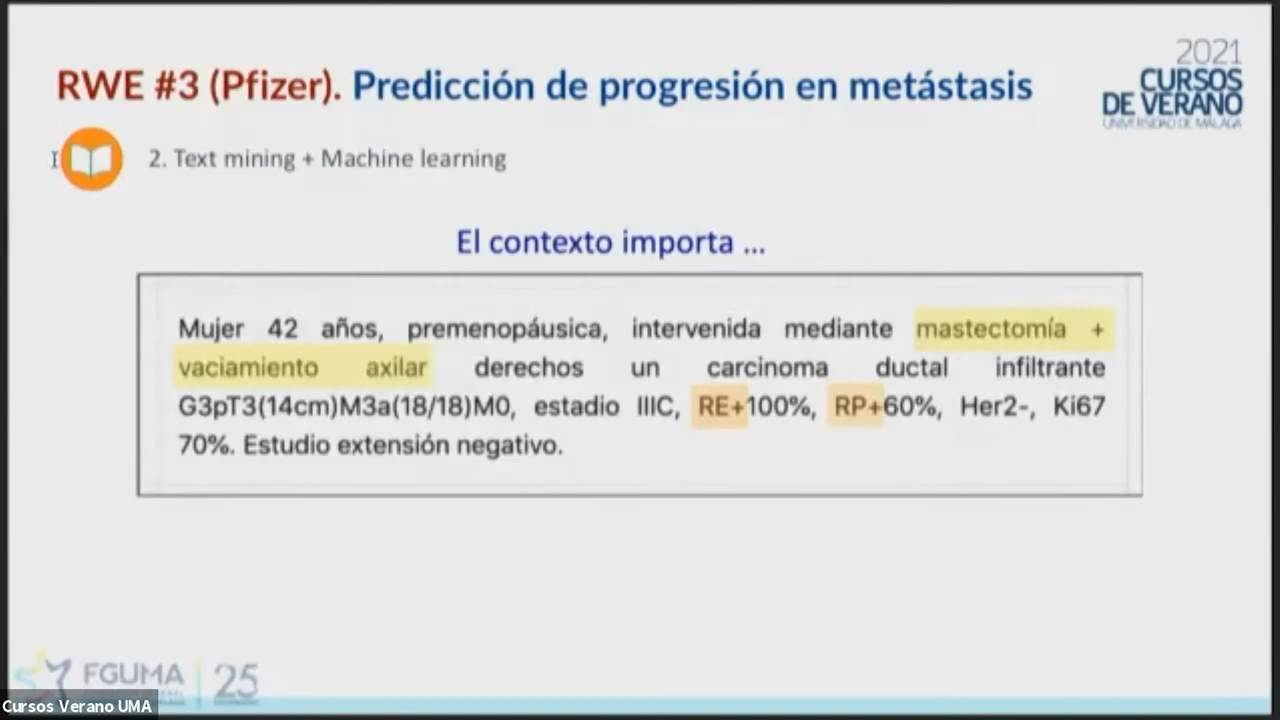 RWE #3 (Pfizer). Predicción de progresión en metástasis
2021
CURSOS
DE VERANO
UNIVERSIDAD DE MÁLAGA
2. Text mining + Machine learning
El contexto importa ...
Mujer 42 años, premenopáusica, intervenida mediante mastectomía +
vaciamiento axilar derechos un carcinoma ductal infiltrante
G3pT3(14cm)M3a(18/18)M0, estadio IIIC, RE+100%, RP+60%, Her2-, Ki67
70%. Estudio extensión negativo.
FGUMA
25
Cursos Verano UMA